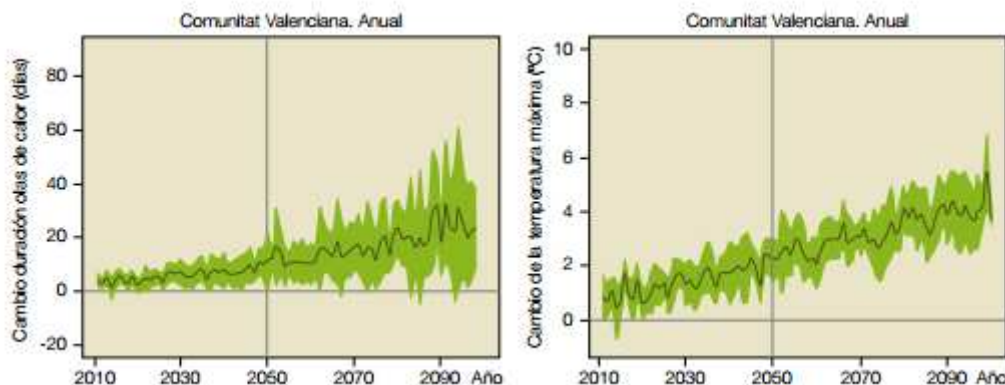 Comunitat Valenciana. Anual
Cambio duración olas de calor (días)
80
60
40
20
0
-20
2010 2030 2050 2070 2090 Año
Comunitat Valenciana. Anual
Cambio de la temperatura máxima (ºC)
10
8
6
4
2
0
2010 2030 2050 2070 2090 Año